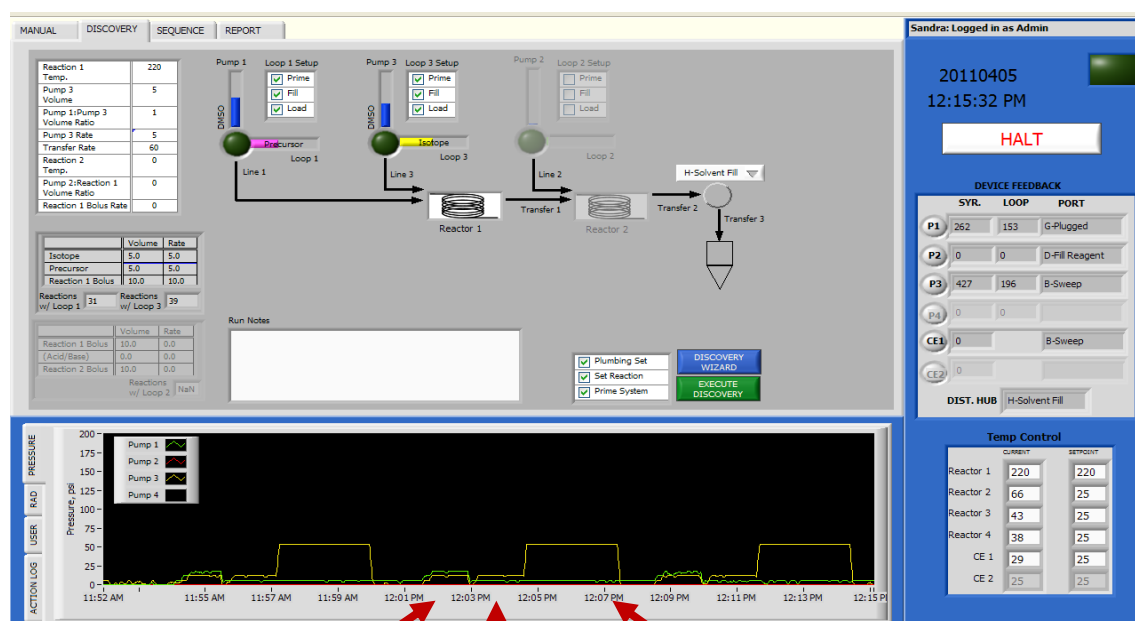 MANUAL DISCOVERY SEQUENCE REPORT
Sandra: Logged in as Admin
20110405
12:15:32 PM
HALT
Reaction 1 Temp. 220
Pump 3 Volume 5
Pump 1:Pump 3 Volume Ratio 1
Pump 3 Rate 5
Transfer Rate 60
Reaction 2 Temp. 0
Pump 2:Reaction 1 Volume Ratio 0
Reaction 1 Bolus Rate 0
Pump 1 Loop 1 Setup
Prime
Fill
Load
DMSO
Precursor
Loop 1
Line 1
Pump 3 Loop 3 Setup
Prime
Fill
Load
DMSO
Isotope
Loop 3
Line 3
Pump 2 Loop 2 Setup
Prime
Fill
Load
Loop 2
Line 2
H-Solvent Fill
Reactor 1
Transfer 1
Reactor 2
Transfer 2
Transfer 3
Volume Rate
Isotope 5.0 5.0
Precursor 5.0 5.0
Reaction 1 Bolus 10.0 10.0
Reactions w/ Loop 1 31 Reactions w/ Loop 3 39
Volume Rate
Reaction 1 Bolus 10.0 0.0
(Acid/Base) 0.0 0.0
Reaction 2 Bolus 10.0 0.0
Reactions w/ Loop 2 NaN
Run Notes
Plumbing Set
Set Reaction
Prime System
DISCOVERY WIZARD
EXECUTE DISCOVERY
DEVICE FEEDBACK
SYR. LOOP PORT
P1 262 153 G-Plugged
P2 0 0 D-Fill Reagent
P3 427 196 B-Sweep
P4 0 0
CE1 0 B-Sweep
CE2 0
DIST. HUB H-Solvent Fill
Temp Control
CURRENT SETPOINT
Reactor 1 220 220
Reactor 2 66 25
Reactor 3 43 25
Reactor 4 38 25
CE 1 29 25
CE 2 25 25
PRESSURE
RAD
USER
ACTION LOG
Pressure, psi
200
175
150
125
100
75
50
25
0
Pump 1
Pump 2
Pump 3
Pump 4
11:52 AM 11:55 AM 11:57 AM 11:59 AM 12:01 PM 12:03 PM 12:05 PM 12:07 PM 12:09 PM 12:11 PM 12:13 PM 12:15